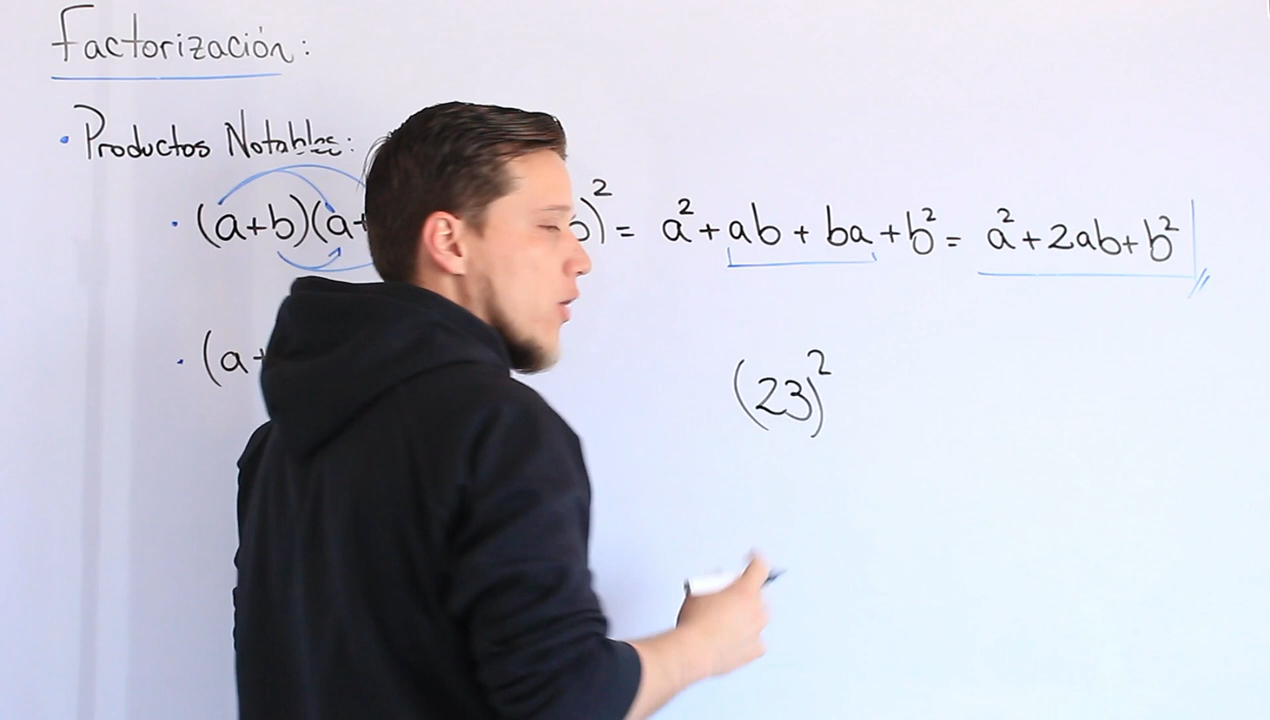 Factorización:
• Productos Notables:
• (a+b)(a+ b)² = a² + ab + ba + b² = a² + 2ab + b²
• (a+
(23)²